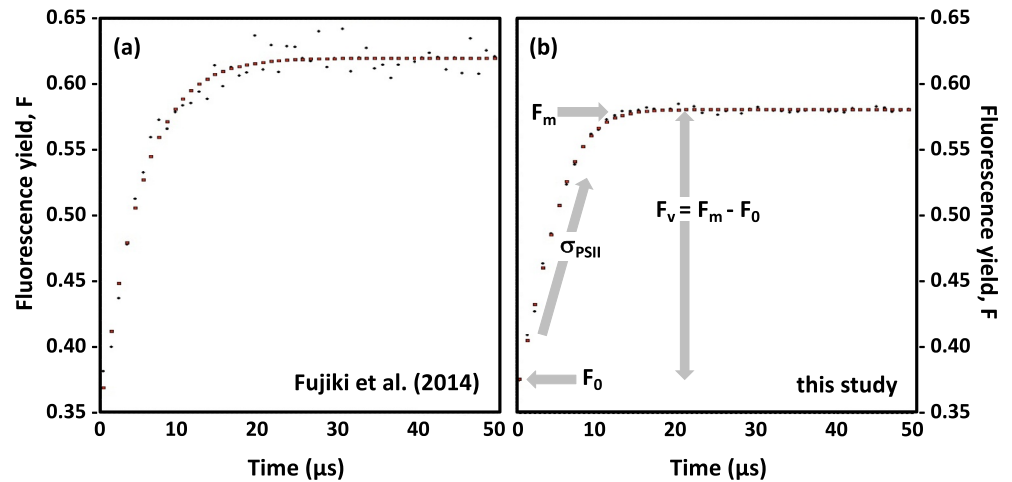 (a)
Fluorescence yield, F
0.65
0.60
0.55
0.50
0.45
0.40
0.35
0
10
20
30
40
50
Time (µs)
Fujiki et al. (2014)
(b)
Fm
Fv = Fm - F0
σPSII
F0
this study
0
10
20
30
40
50
Time (µs)
0.65
0.60
0.55
0.50
0.45
0.40
0.35
Fluorescence yield, F